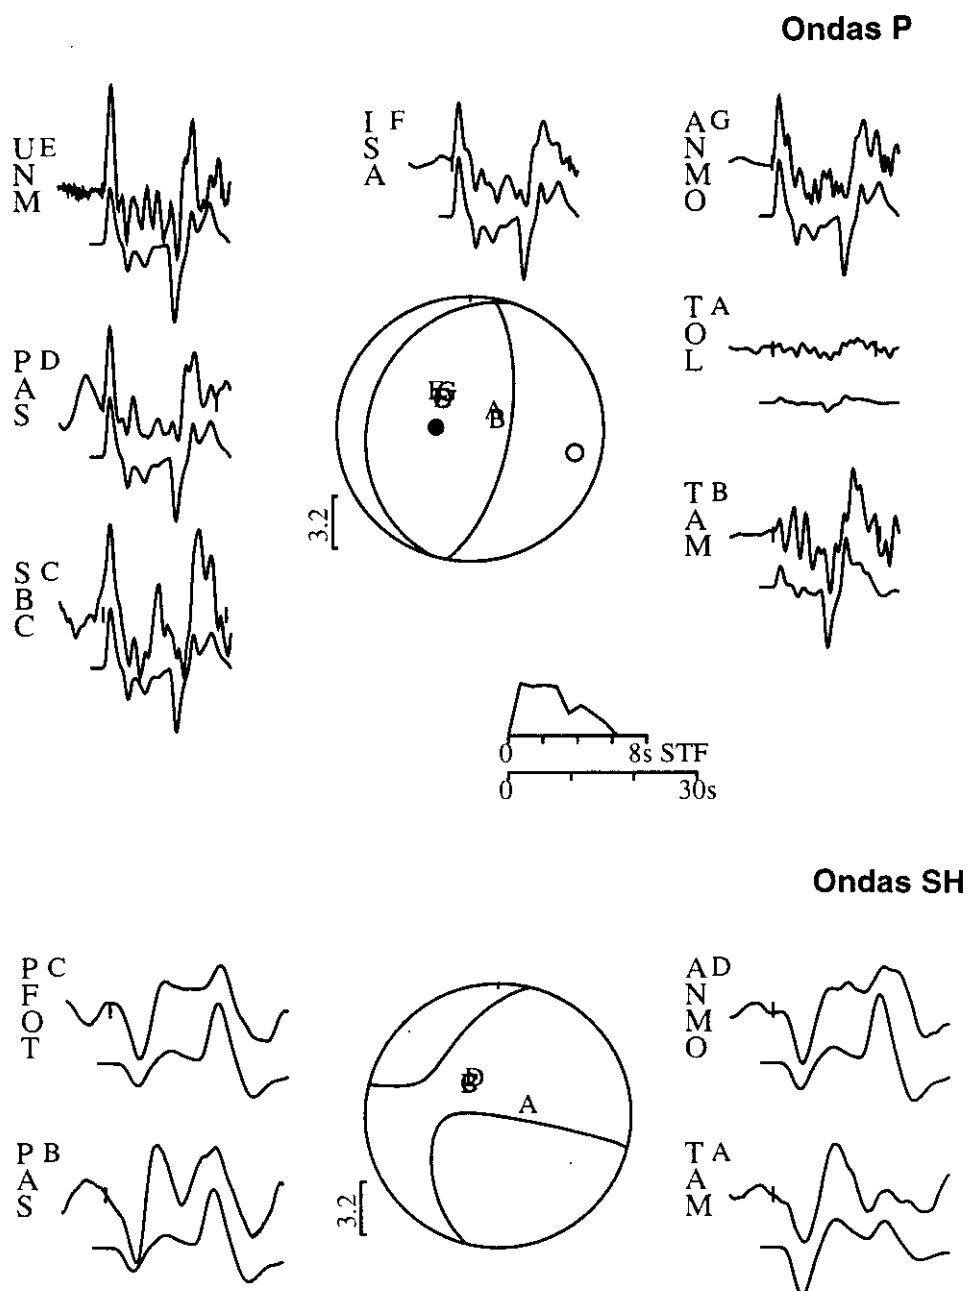 Ondas P
UNM E
ISA F
ANMO G
PAS D
TOL A
SBC C
TAM B
E
G
A
B
3.2
0
8s STF
0
30s
Ondas SH
PFOT C
ANMO D
D
A
PAS B
TAM A
3.2